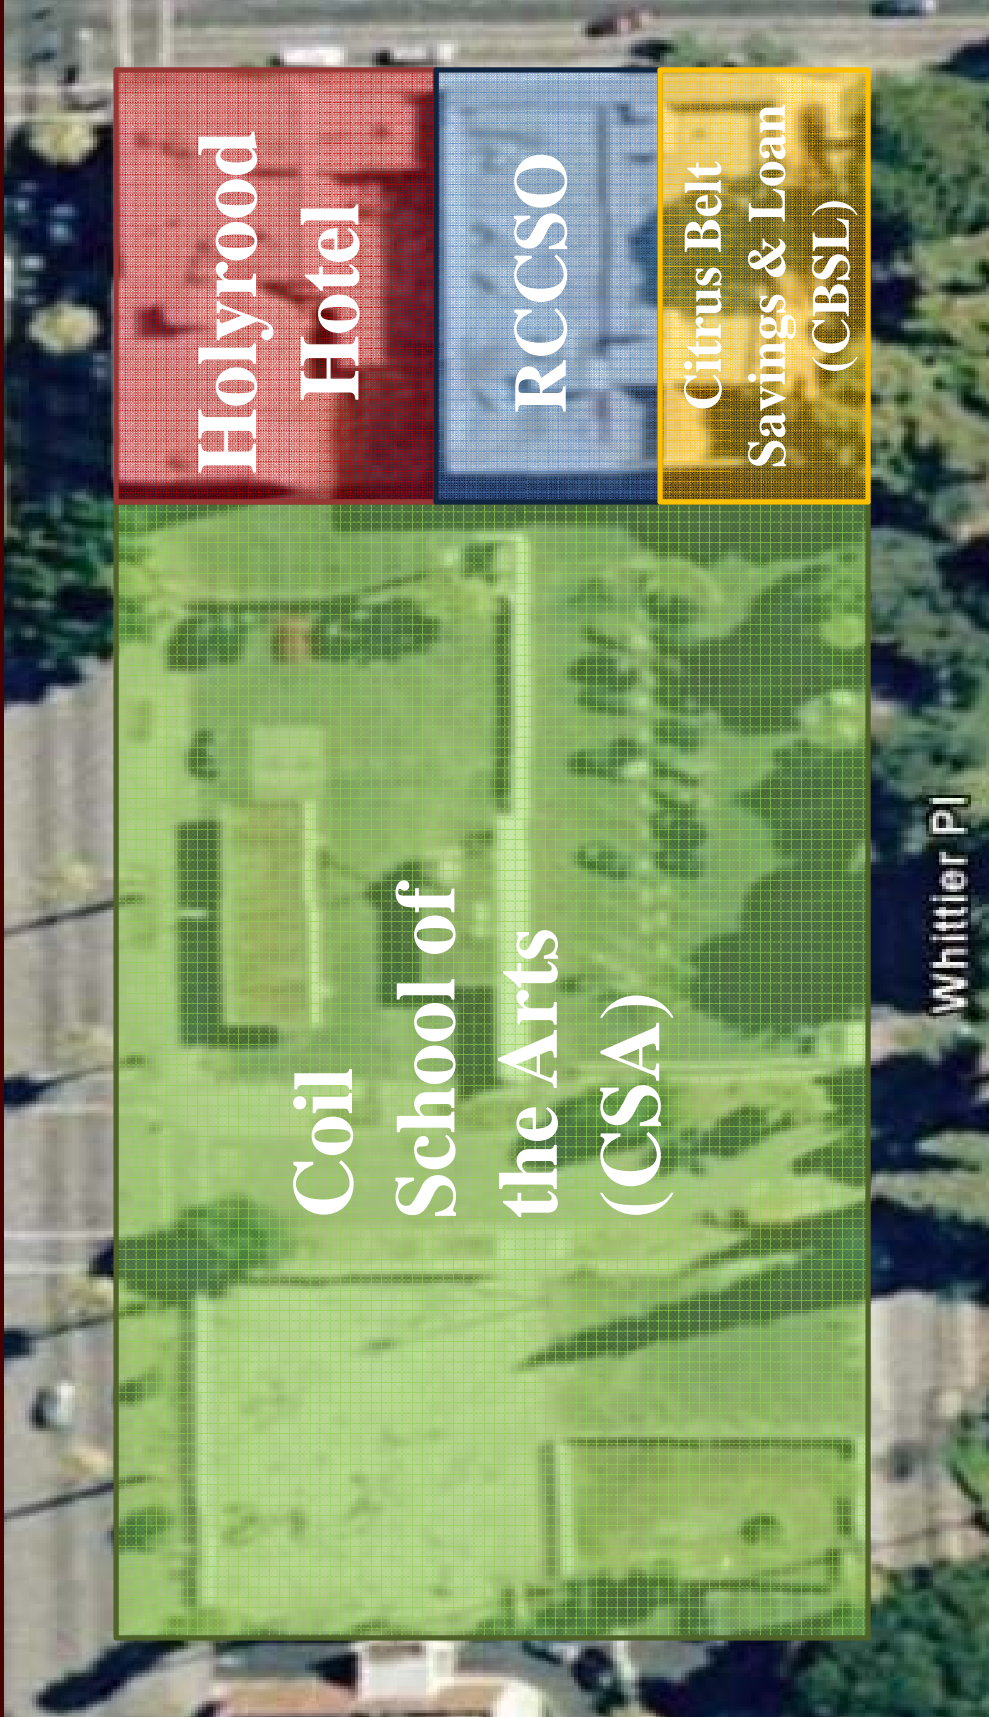 Holyrood
Hotel
RCCSO
Citrus Belt
Savings & Loan
(CBSL)
Coil
School of
the Arts
(CSA)
Whittier Pl